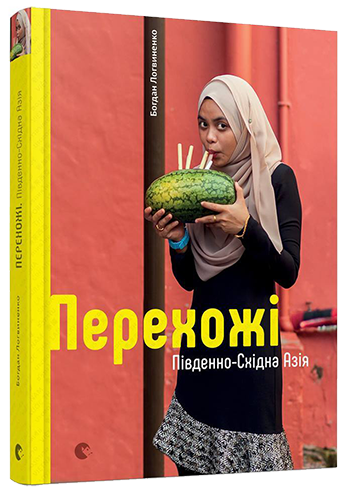 Богдан Логвиненко
Перехожі
Південно-Східна Азія
Богдан Логвиненко
ПЕРЕХОЖІ. Південно-Східна Азія